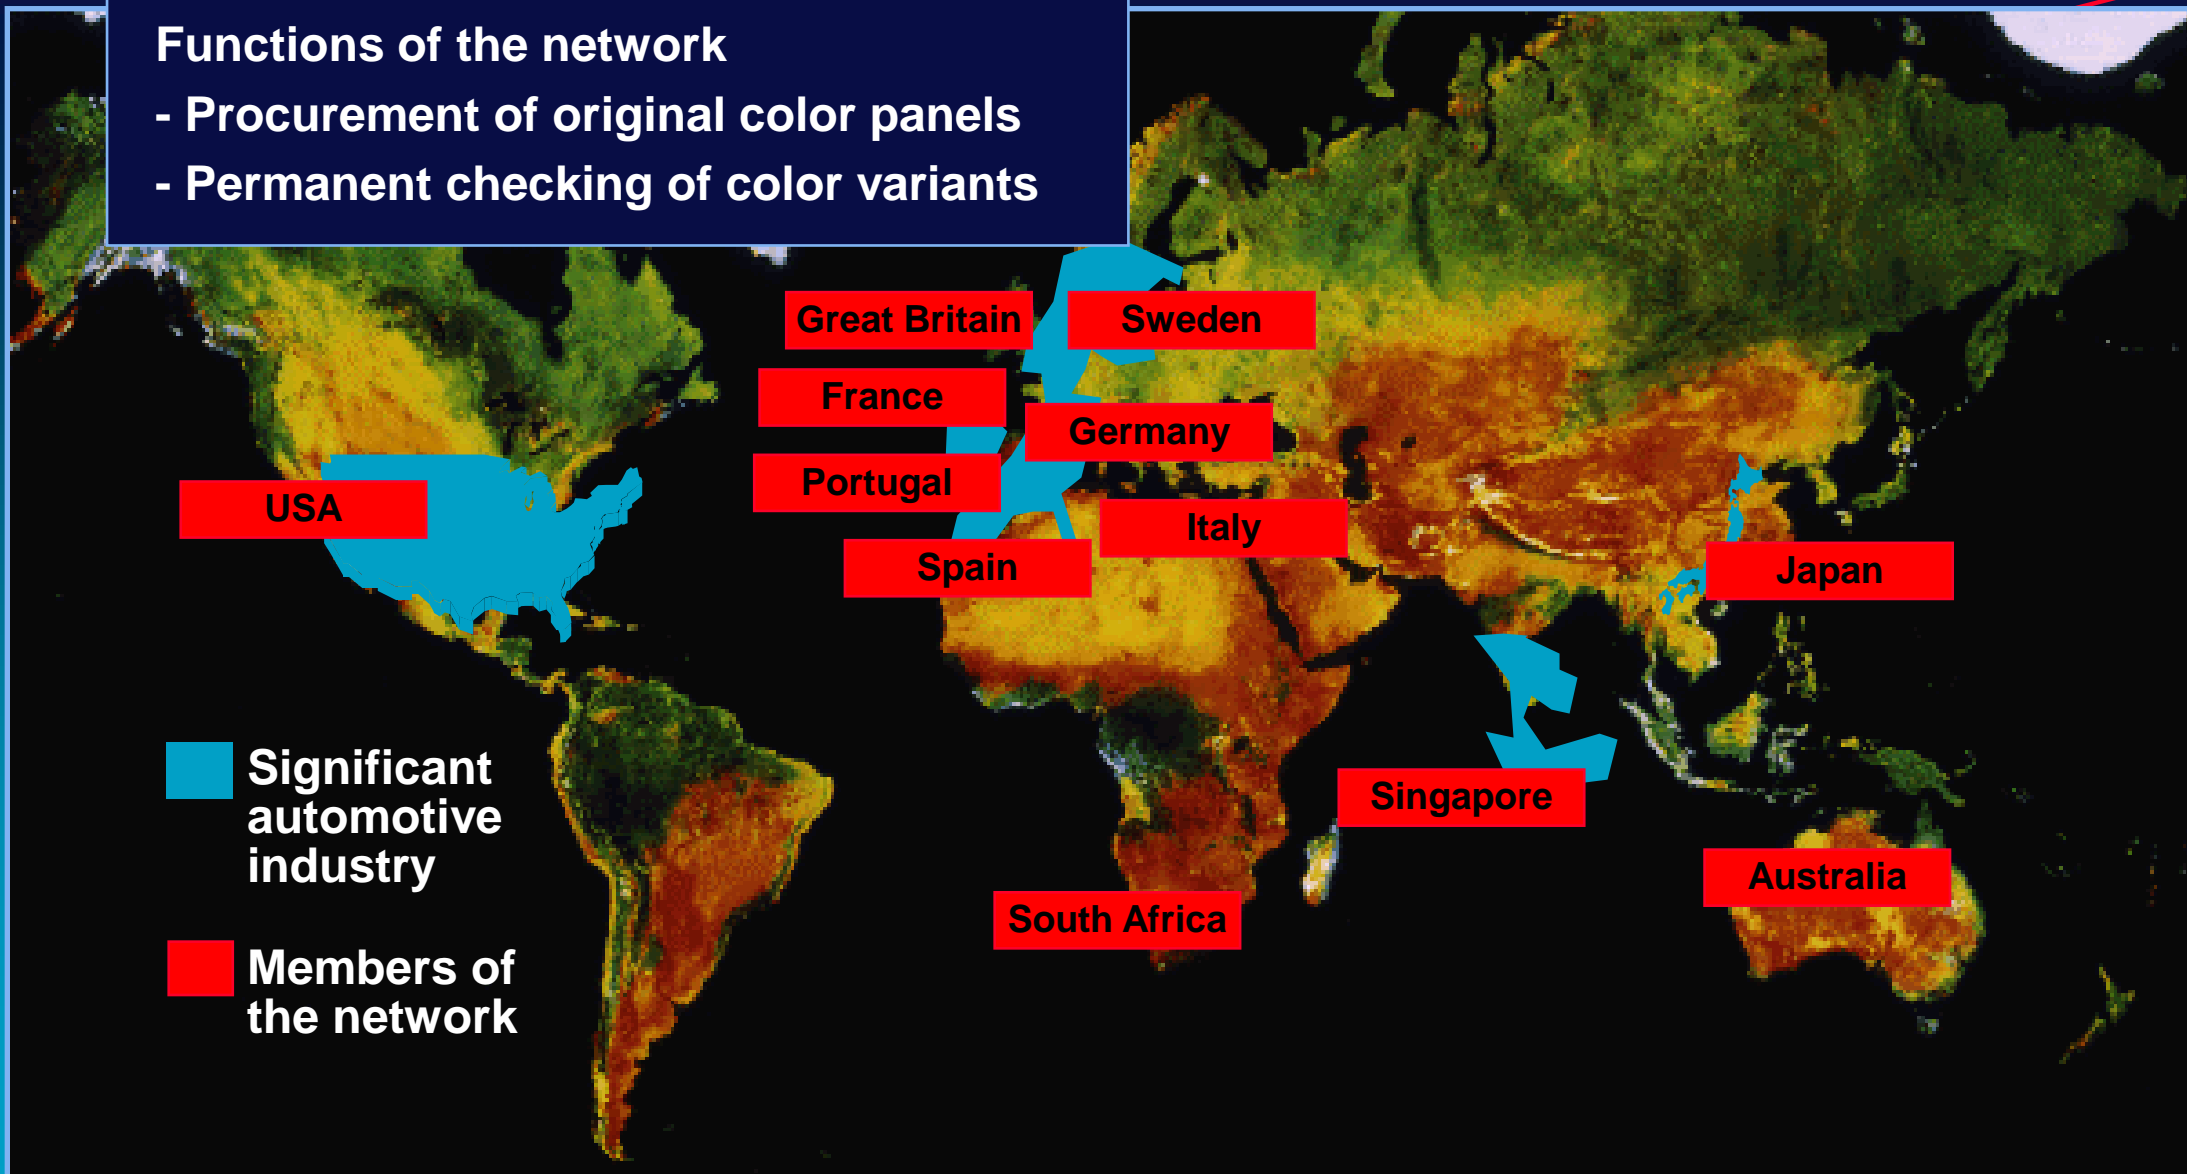 Functions of the network
- Procurement of original color panels
- Permanent checking of color variants
Great Britain
Sweden
France
Germany
Portugal
USA
Italy
Spain
Japan
Significant
automotive
industry
Singapore
Australia
South Africa
Members of
the network